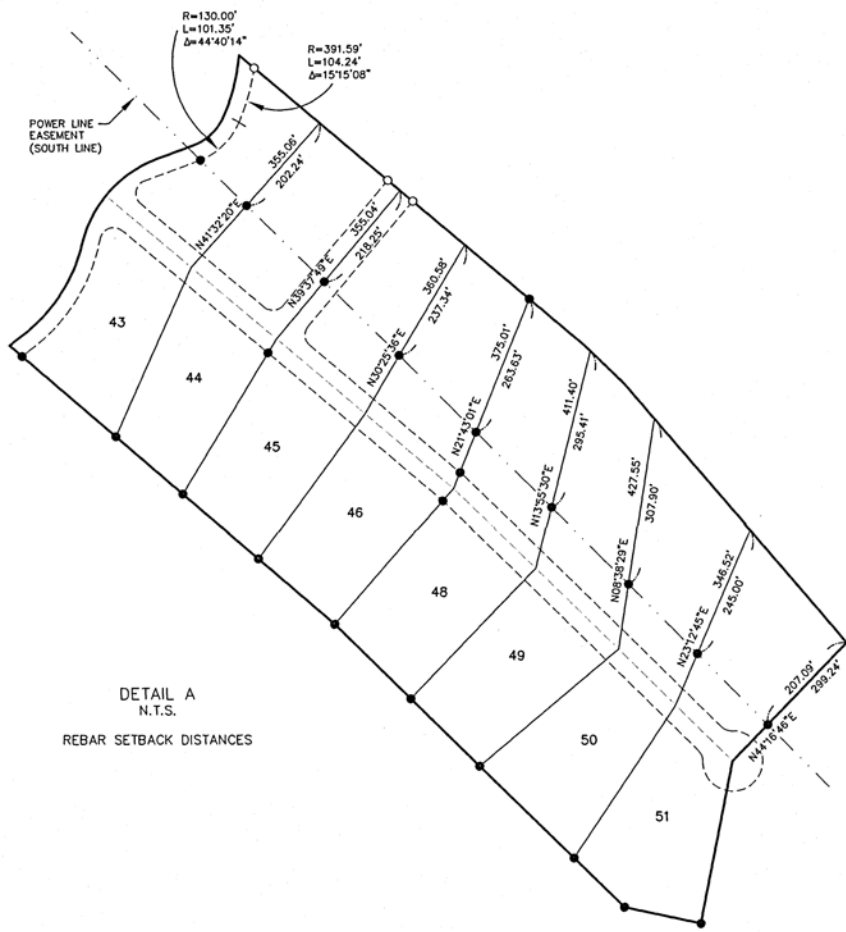 R=130.00'
L=101.35'
Δ=44°40'14"
R=391.59'
L=104.24'
Δ=15°15'08"
POWER LINE
EASEMENT
(SOUTH LINE)
355.06'
202.24'
N41°32'20"E
355.04'
218.25'
N39°37'49"E
360.58'
237.34'
N30°25'36"E
375.01'
263.63'
N21°43'01"E
411.40'
295.41'
N13°55'30"E
427.55'
307.90'
N08°38'29"E
346.52'
245.00'
N23°12'45"E
207.09'
299.24'
N44°16'46"E
43
44
45
46
48
49
50
51
DETAIL A
N.T.S.
REBAR SETBACK DISTANCES